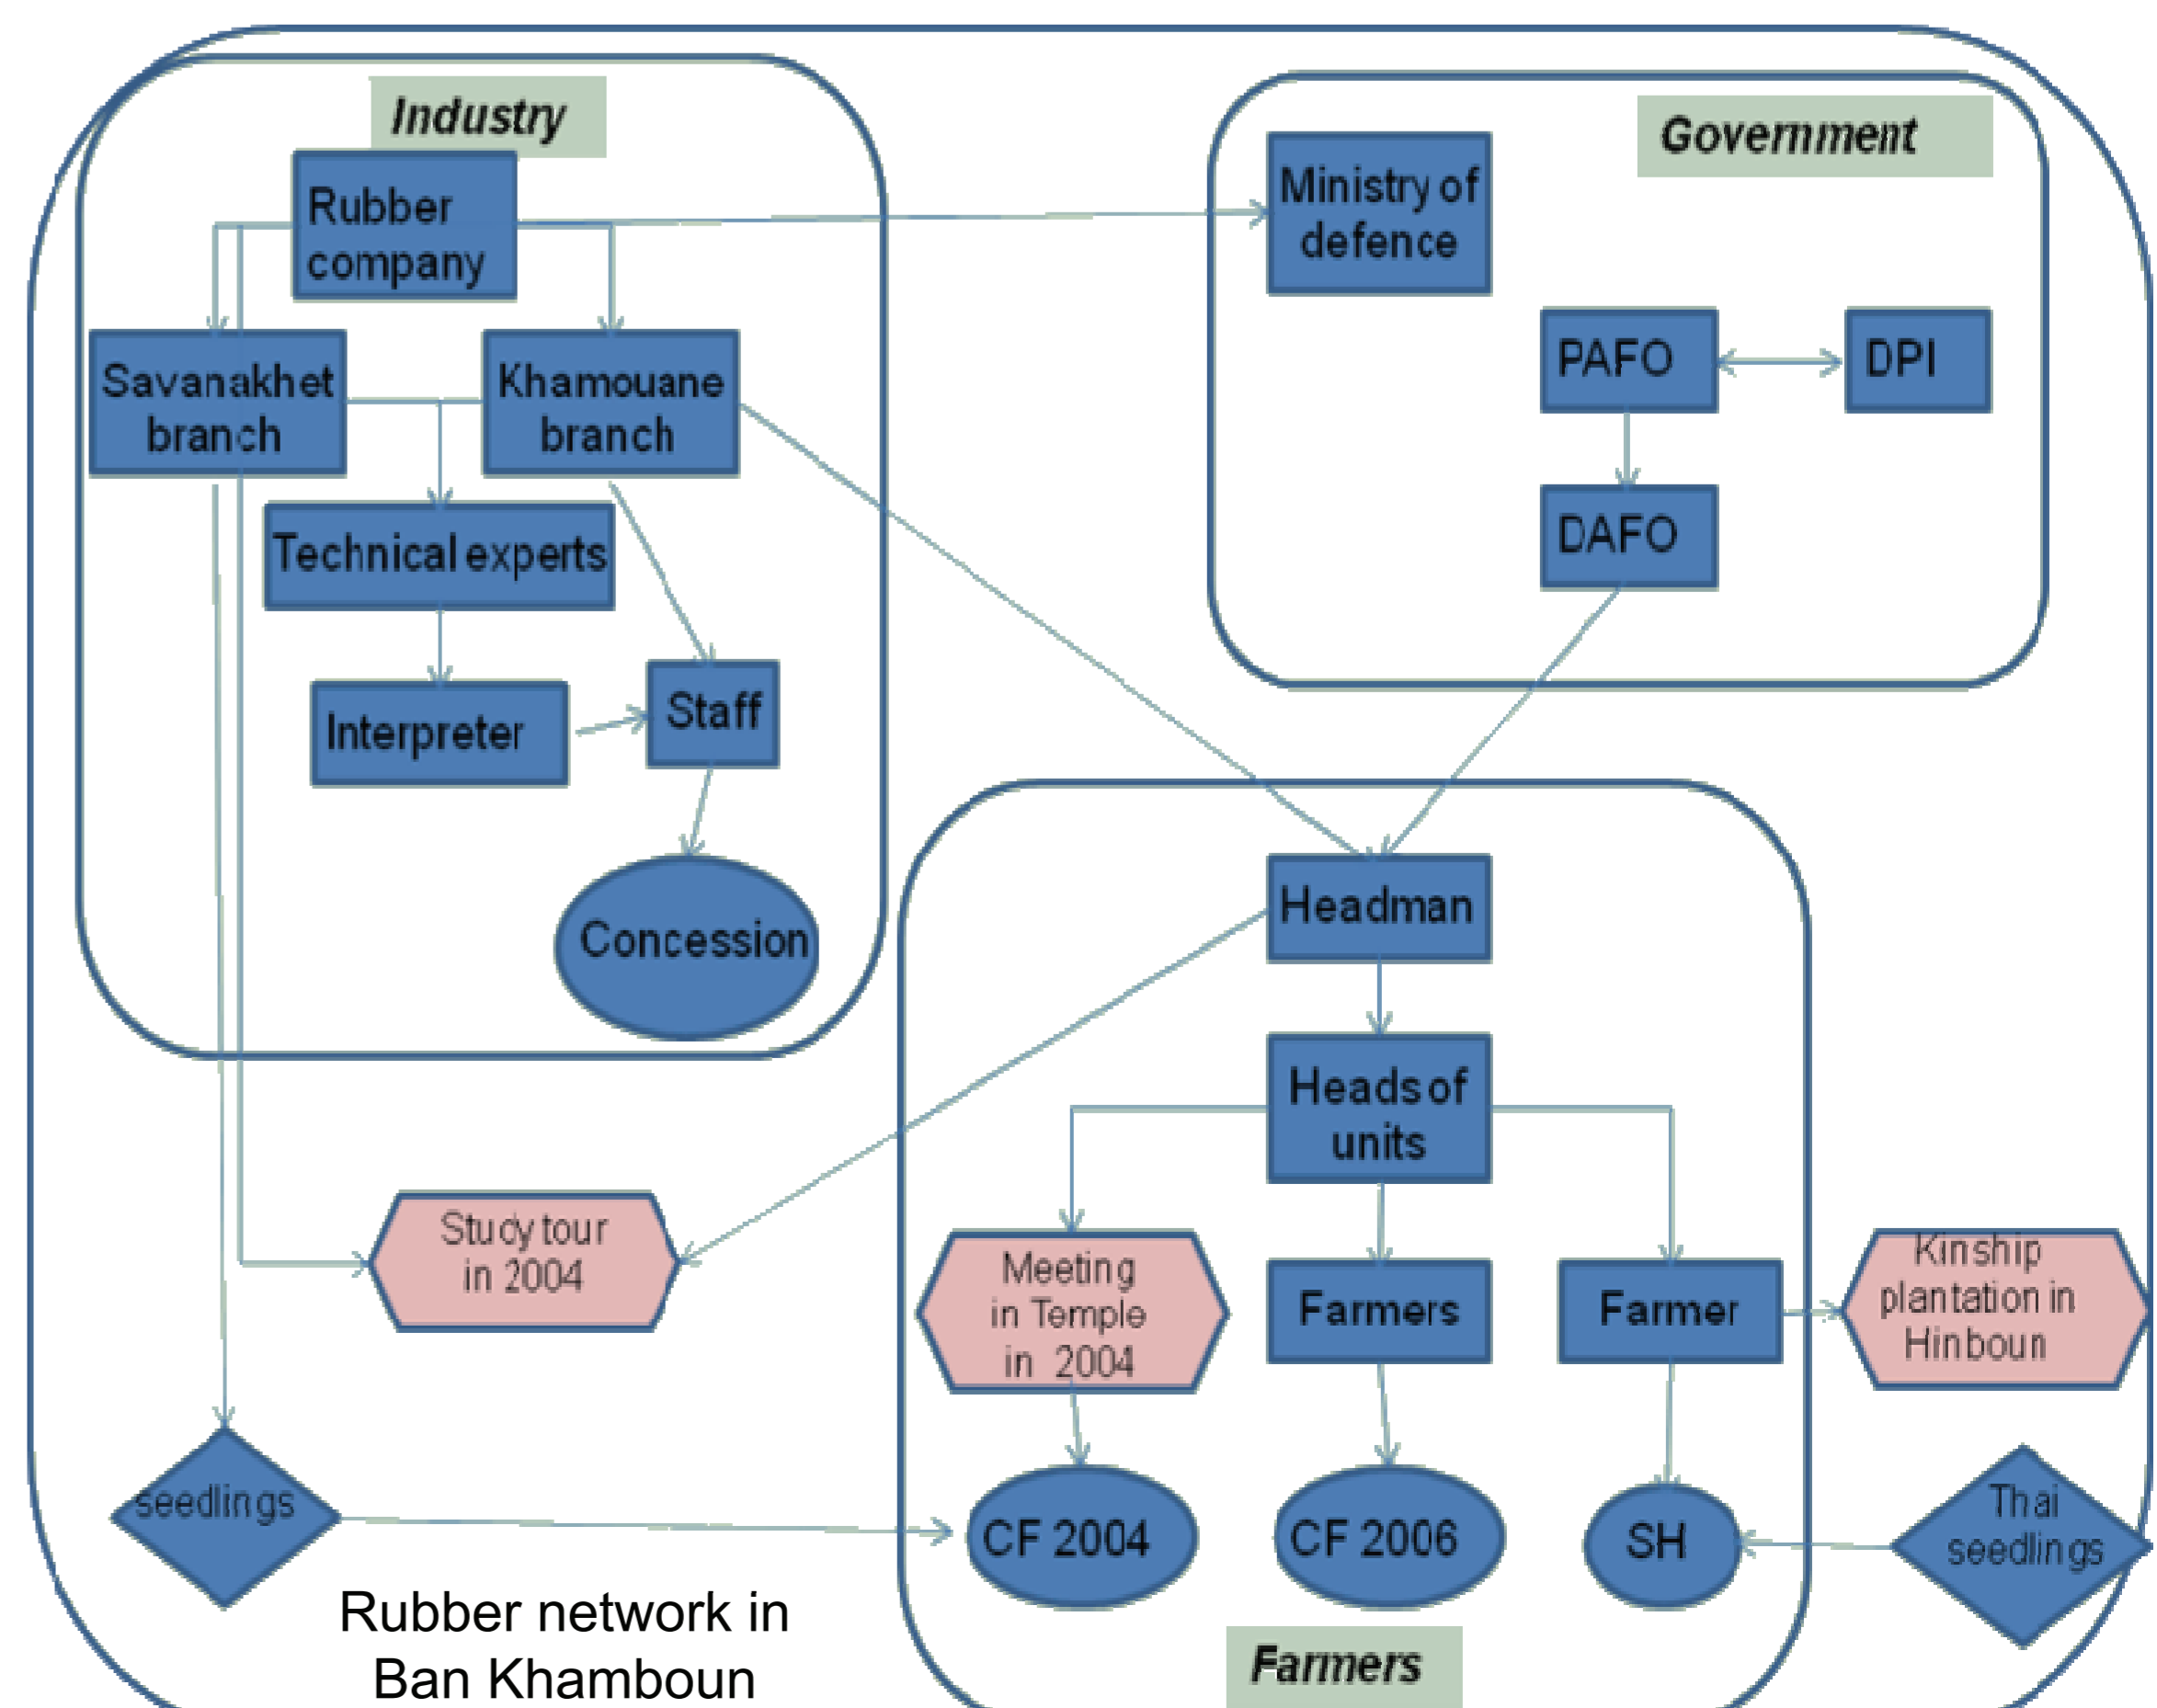 Industry
Government
Rubber
company
Ministry of
defence
PAFO
DPI
Savanakhet
branch
Khamouane
branch
DAFO
Technical experts
Interpreter
Staff
Concession
Headman
Heads of
units
Study tour
in 2004
Meeting
in Temple
in 2004
Farmers
Farmer
Kinship
plantation in
Hinboun
seedlings
CF 2004
CF 2006
SH
Thai
seedlings
Rubber network in
Ban Khamboun
Farmers